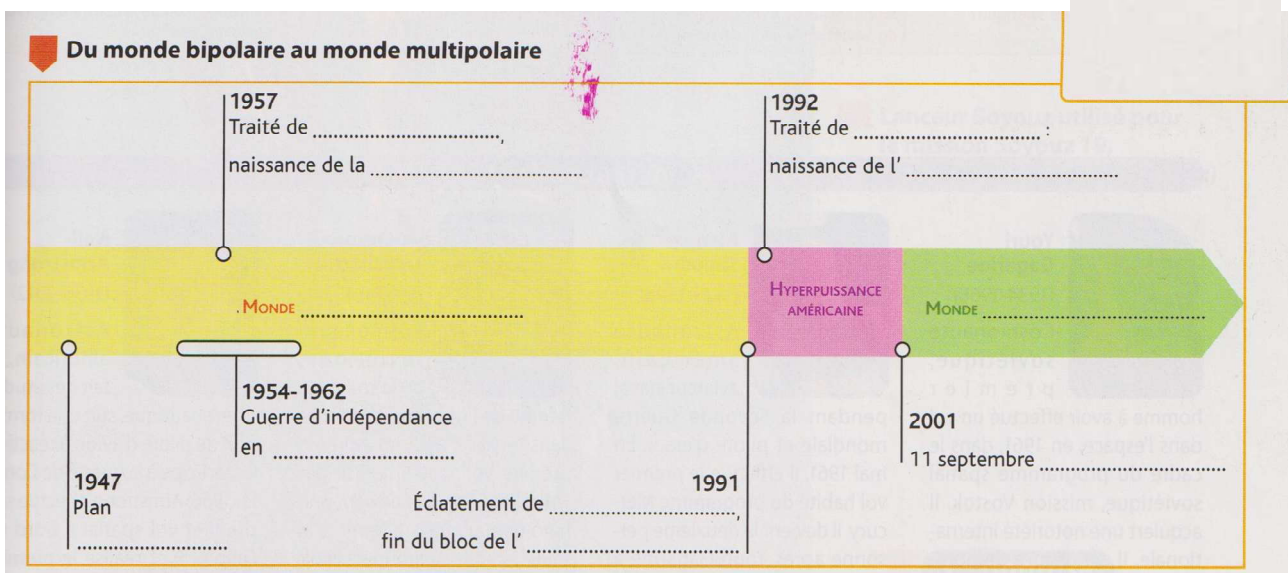 Du monde bipolaire au monde multipolaire
1957
Traité de ..............................,
naissance de la ..............................
1992
Traité de .............................. :
naissance de l’ ..............................
. MONDE ..............................
HYPERPUISSANCE
AMÉRICAINE
MONDE ..............................
1954-1962
Guerre d’indépendance
en ..............................
2001
11 septembre ..............................
1947
Plan
..............................
1991
Éclatement de ..............................,
fin du bloc de l’ ..............................